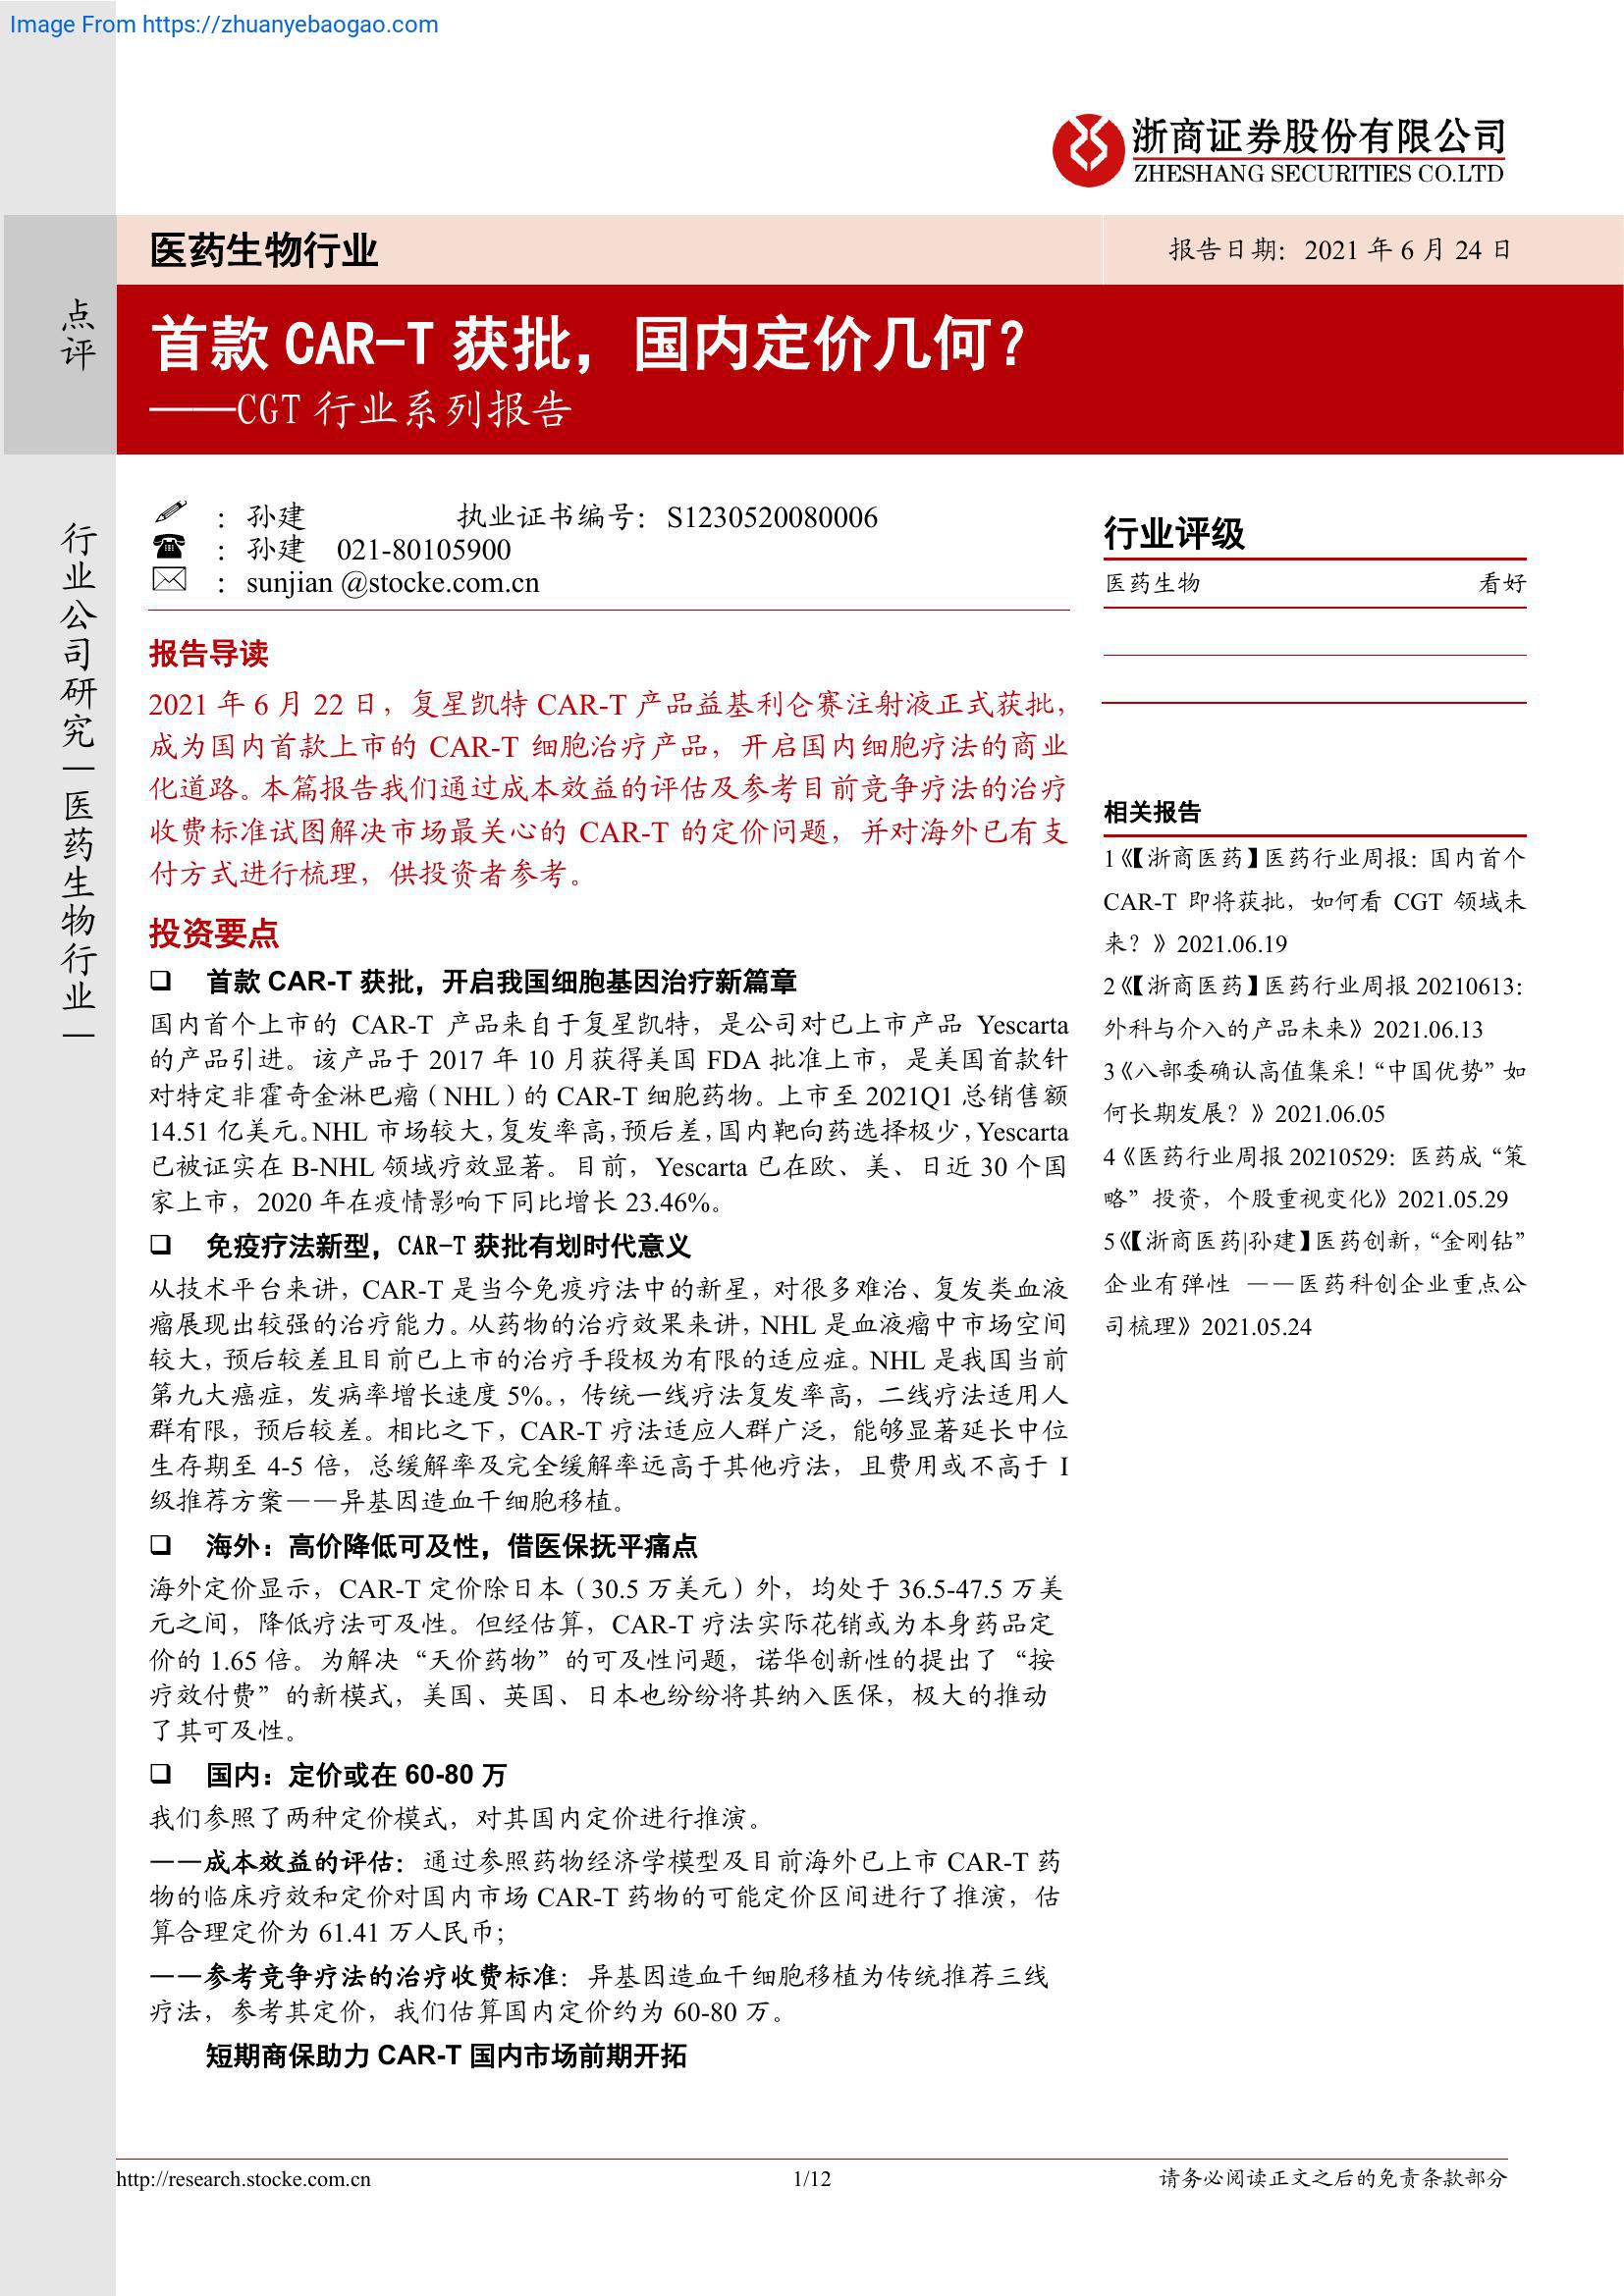 Image From https://zhuanyebaogao.com
浙商证券股份有限公司
ZHESHANG SECURITIES CO.LTD
医药生物行业
报告日期：2021 年 6 月 24 日
点评
首款 CAR-T 获批，国内定价几何？
——CGT 行业系列报告
行业公司研究|医药生物行业|
：孙建 执业证书编号：S1230520080006
：孙建 021-80105900
：sunjian @stocke.com.cn
报告导读
2021 年 6 月 22 日，复星凯特 CAR-T 产品益基利仑赛注射液正式获批，
成为国内首款上市的 CAR-T 细胞治疗产品，开启国内细胞疗法的商业
化道路。本篇报告我们通过成本效益的评估及参考目前竞争疗法的治疗
收费标准试图解决市场最关心的 CAR-T 的定价问题，并对海外已有支
付方式进行梳理，供投资者参考。
投资要点
❑ 首款 CAR-T 获批，开启我国细胞基因治疗新篇章
国内首个上市的 CAR-T 产品来自于复星凯特，是公司对已上市产品 Yescarta
的产品引进。该产品于 2017 年 10 月获得美国 FDA 批准上市，是美国首款针
对特定非霍奇金淋巴瘤（NHL）的 CAR-T 细胞药物。上市至 2021Q1 总销售额
14.51 亿美元。NHL 市场较大，复发率高，预后差，国内靶向药选择极少，Yescarta
已被证实在 B-NHL 领域疗效显著。目前，Yescarta 已在欧、美、日近 30 个国
家上市，2020 年在疫情影响下同比增长 23.46%。
❑ 免疫疗法新型，CAR-T 获批有划时代意义
从技术平台来讲，CAR-T 是当今免疫疗法中的新星，对很多难治、复发类血液
瘤展现出较强的治疗能力。从药物的治疗效果来讲，NHL 是血液瘤中市场空间
较大，预后较差且目前已上市的治疗手段极为有限的适应症。NHL 是我国当前
第九大癌症，发病率增长速度 5%。，传统一线疗法复发率高，二线疗法适用人
群有限，预后较差。相比之下，CAR-T 疗法适应人群广泛，能够显著延长中位
生存期至 4-5 倍，总缓解率及完全缓解率远高于其他疗法，且费用或不高于 I
级推荐方案——异基因造血干细胞移植。
❑ 海外：高价降低可及性，借医保抚平痛点
海外定价显示，CAR-T 定价除日本（30.5 万美元）外，均处于 36.5-47.5 万美
元之间，降低疗法可及性。但经估算，CAR-T 疗法实际花销或为本身药品定
价的 1.65 倍。为解决“天价药物”的可及性问题，诺华创新性的提出了“按
疗效付费”的新模式，美国、英国、日本也纷纷将其纳入医保，极大的推动
了其可及性。
❑ 国内：定价或在 60-80 万
我们参照了两种定价模式，对其国内定价进行推演。
——成本效益的评估：通过参照药物经济学模型及目前海外已上市 CAR-T 药
物的临床疗效和定价对国内市场 CAR-T 药物的可能定价区间进行了推演，估
算合理定价为 61.41 万人民币；
——参考竞争疗法的治疗收费标准：异基因造血干细胞移植为传统推荐三线
疗法，参考其定价，我们估算国内定价约为 60-80 万。
短期商保助力 CAR-T 国内市场前期开拓
行业评级
医药生物 看好
相关报告
1《【浙商医药】医药行业周报：国内首个
CAR-T 即将获批，如何看 CGT 领域未
来？》2021.06.19
2《【浙商医药】医药行业周报 20210613：
外科与介入的产品未来》2021.06.13
3《八部委确认高值集采！“中国优势”如
何长期发展？》2021.06.05
4《医药行业周报 20210529：医药成“策
略”投资，个股重视变化》2021.05.29
5《【浙商医药|孙建】医药创新，“金刚钻”
企业有弹性 ——医药科创企业重点公
司梳理》2021.05.24
http://research.stocke.com.cn
1/12
请务必阅读正文之后的免责条款部分